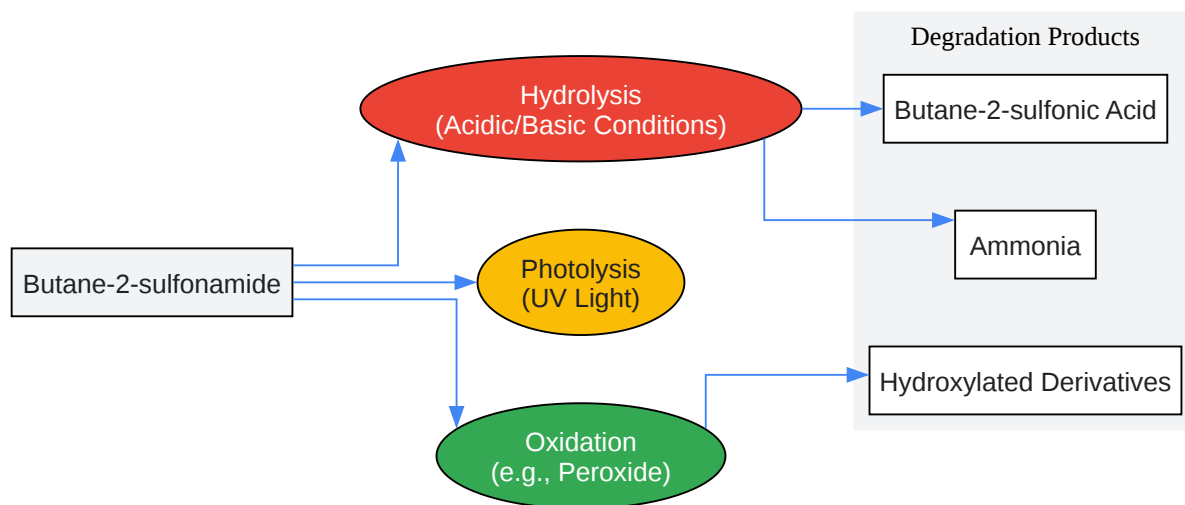 Degradation Products
Hydrolysis
(Acidic/Basic Conditions)
Butane-2-sulfonic Acid
Ammonia
Butane-2-sulfonamide
Photolysis
(UV Light)
Hydroxylated Derivatives
Oxidation
(e.g., Peroxide)